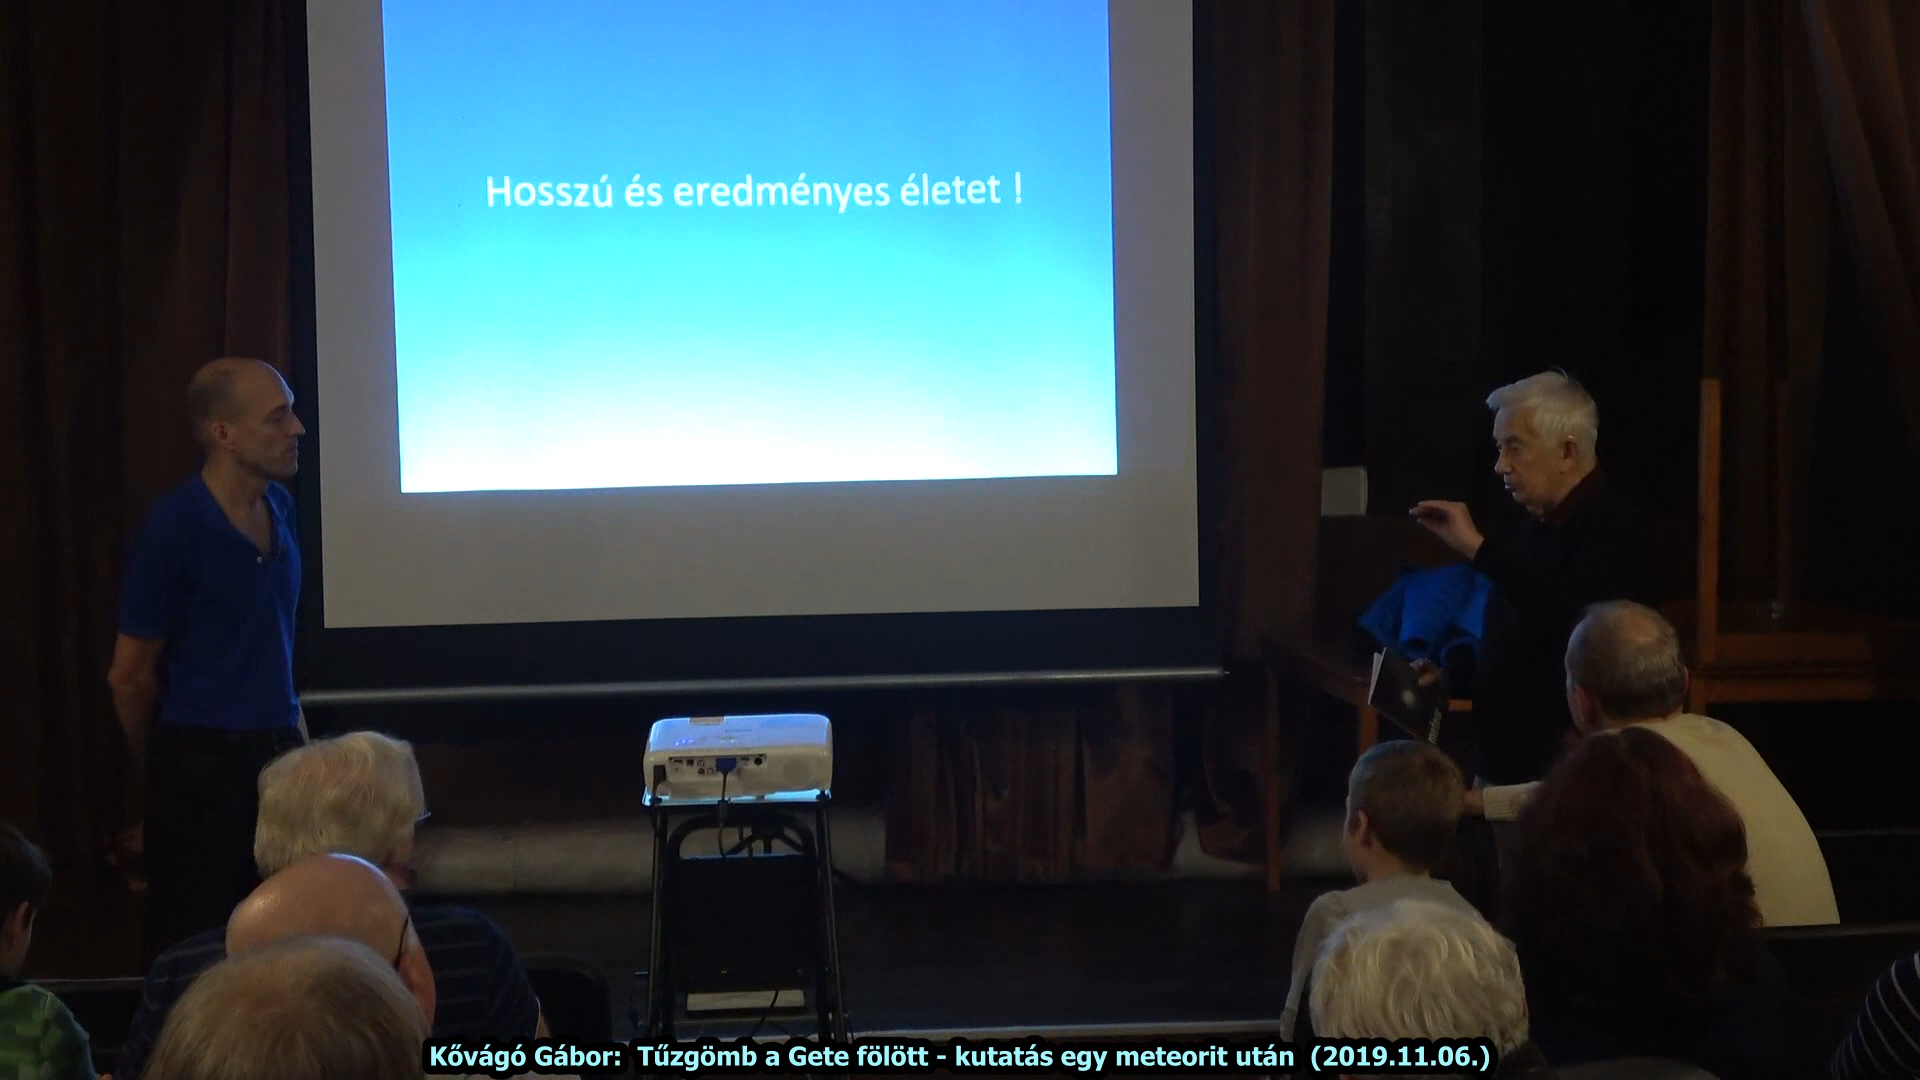 Hosszú és eredményes életet !
Kővágó Gábor: Tűzgömb a Gete fölött - kutatás egy meteorit után (2019.11.06.)